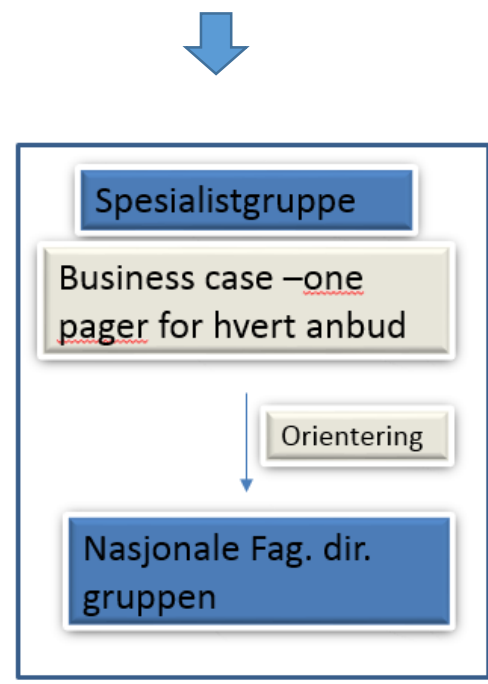 Spesialistgruppe
Business case –one
pager for hvert anbud
Orientering
Nasjonale Fag. dir.
gruppen